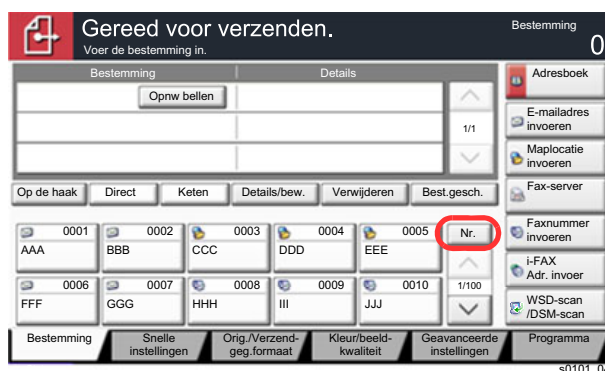 Gereed voor verzenden.
Voer de bestemming in.
Bestemming
0
Bestemming Details
Opnw bellen
1/1
Op de haak Direct Keten Details/bew. Verwijderen Best.gesch.
0001 0002 0003 0004 0005 Nr.
AAA BBB CCC DDD EEE
0006 0007 0008 0009 0010 1/100
FFF GGG HHH III JJJ
Adresboek
E-mailadres
invoeren
Maplocatie
invoeren
Fax-server
Faxnummer
invoeren
i-FAX
Adr. invoer
WSD-scan
/DSM-scan
Bestemming
Snelle
instellingen
Orig./Verzend-
geg.formaat
Kleur/beeld-
kwaliteit
Geavanceerde
instellingen
Programma